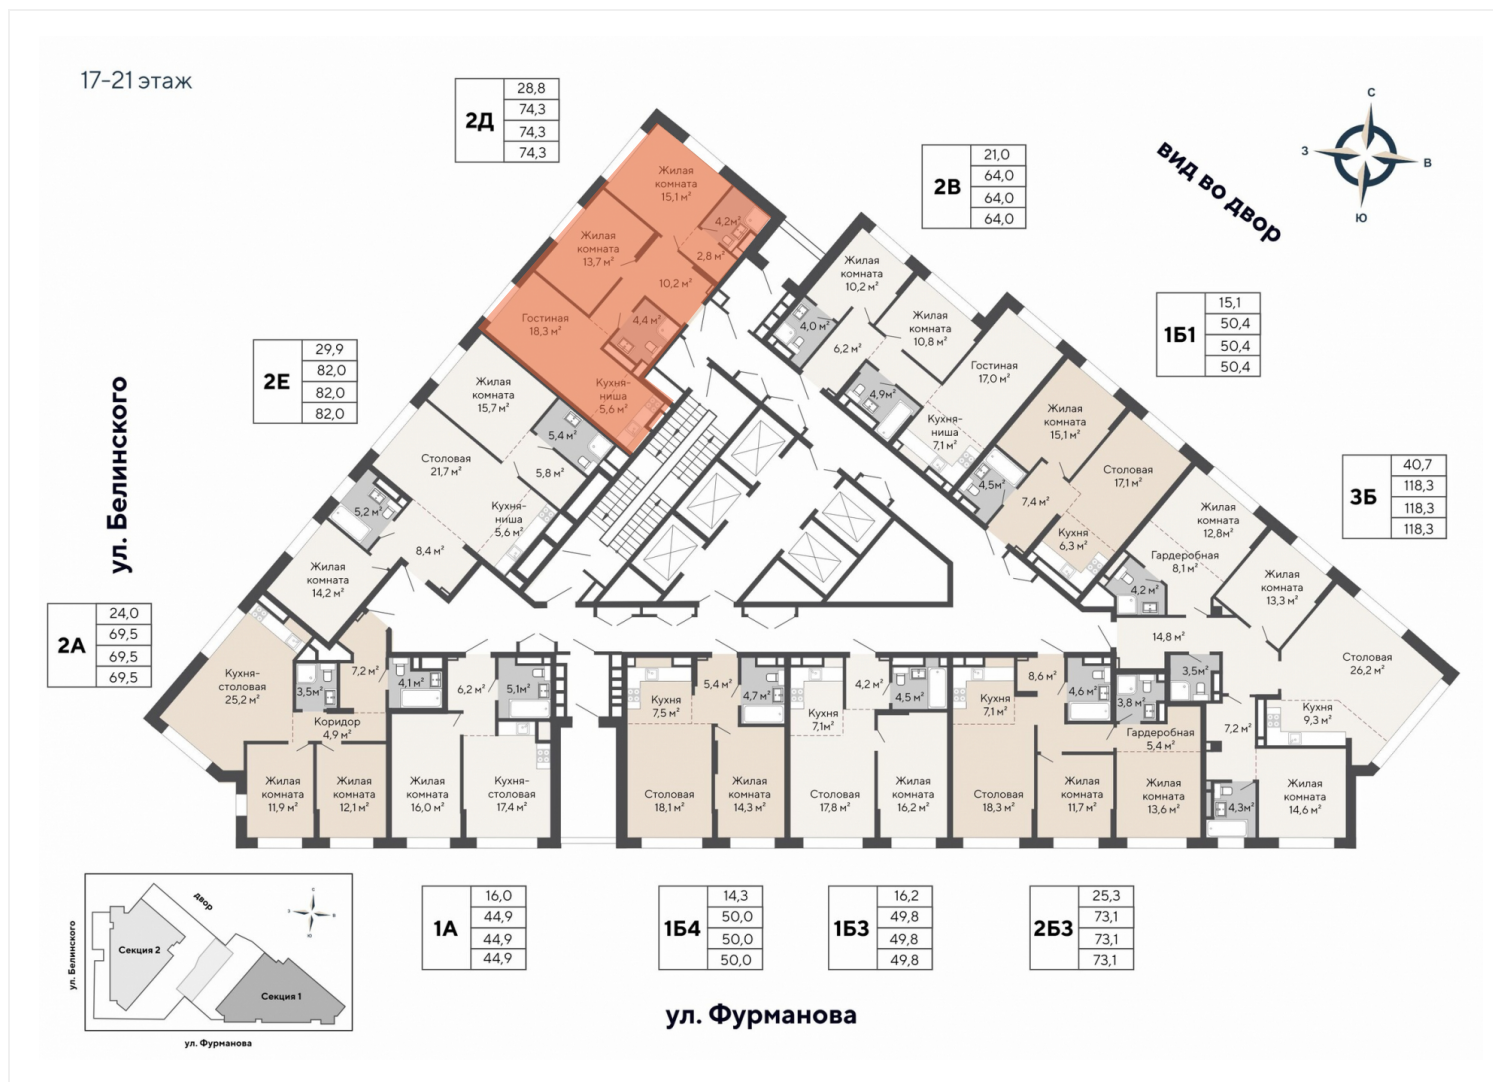 17-21 этаж
2Д
28,8
74,3
74,3
74,3
2В
21,0
64,0
64,0
64,0
вид во двор
С
З
В
Ю
1Б1
15,1
50,4
50,4
50,4
2Е
29,9
82,0
82,0
82,0
3Б
40,7
118,3
118,3
118,3
2А
24,0
69,5
69,5
69,5
ул. Белинского
Жилая
комната
15,1 м²
4,2м²
2,8 м²
Жилая
комната
13,7 м²
10,2 м²
Гостиная
18,3 м²
4,4 м²
Кухня-
ниша
5,6 м²
Жилая
комната
15,7 м²
5,4 м²
Столовая
21,7 м²
5,8 м²
Кухня-
ниша
5,6 м²
5,2 м²
8,4 м²
Жилая
комната
14,2 м²
Жилая
комната
10,2 м²
4,0 м²
6,2 м²
Жилая
комната
10,8 м²
4,9м²
Гостиная
17,0 м²
Кухня-
ниша
7,1 м²
Жилая
комната
15,1 м²
4,5м²
7,4 м²
Столовая
17,1 м²
Кухня
6,3 м²
Жилая
комната
12,8м²
Гардеробная
8,1 м²
4,2 м²
Жилая
комната
13,3 м²
14,8 м²
3,5м²
Столовая
26,2 м²
Кухня
9,3 м²
7,2 м²
4,3м²
Жилая
комната
14,6 м²
Кухня-
столовая
25,2 м²
3,5м²
7,2 м²
Коридор
4,9 м²
Жилая
комната
11,9 м²
Жилая
комната
12,1 м²
4,1 м²
6,2 м²
5,1м²
Жилая
комната
16,0 м²
Кухня-
столовая
17,4 м²
Кухня
7,5 м²
5,4 м²
4,7 м²
Столовая
18,1 м²
Жилая
комната
14,3 м²
Кухня
7,1м²
4,2 м²
4,5 м²
Столовая
17,8 м²
Жилая
комната
16,2 м²
Кухня
7,1 м²
8,6 м²
4,6 м²
3,8 м²
Гардеробная
5,4 м²
Столовая
18,3 м²
Жилая
комната
11,7 м²
Жилая
комната
13,6 м²
1А
16,0
44,9
44,9
44,9
1Б4
14,3
50,0
50,0
50,0
1Б3
16,2
49,8
49,8
49,8
2Б3
25,3
73,1
73,1
73,1
ул. Фурманова
ул. Белинского
двор
С
З
В
Ю
Секция 2
Секция 1
ул. Фурманова